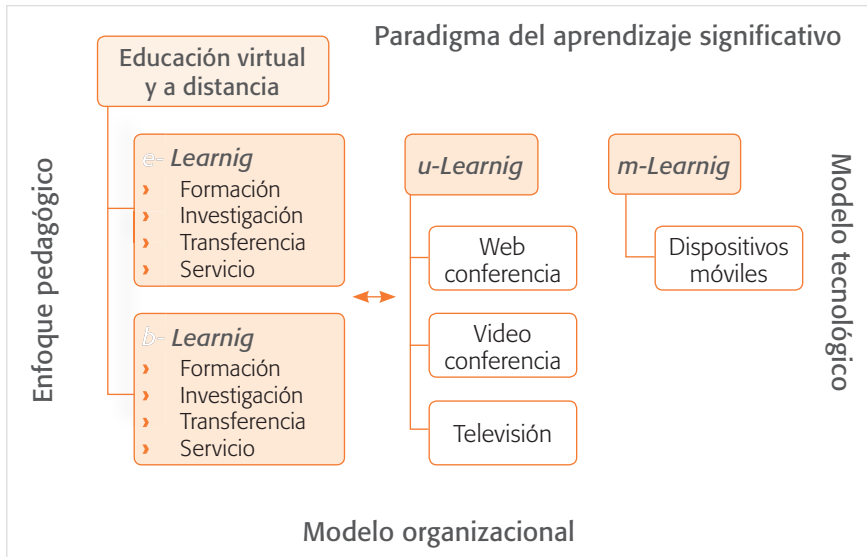 Paradigma del aprendizaje significativo
Educación virtual
y a distancia
Enfoque pedagógico
e- Learnig
› Formación
› Investigación
› Transferencia
› Servicio
b- Learnig
› Formación
› Investigación
› Transferencia
› Servicio
u-Learnig
Web
conferencia
Video
conferencia
Televisión
m-Learnig
Dispositivos
móviles
Modelo tecnológico
Modelo organizacional